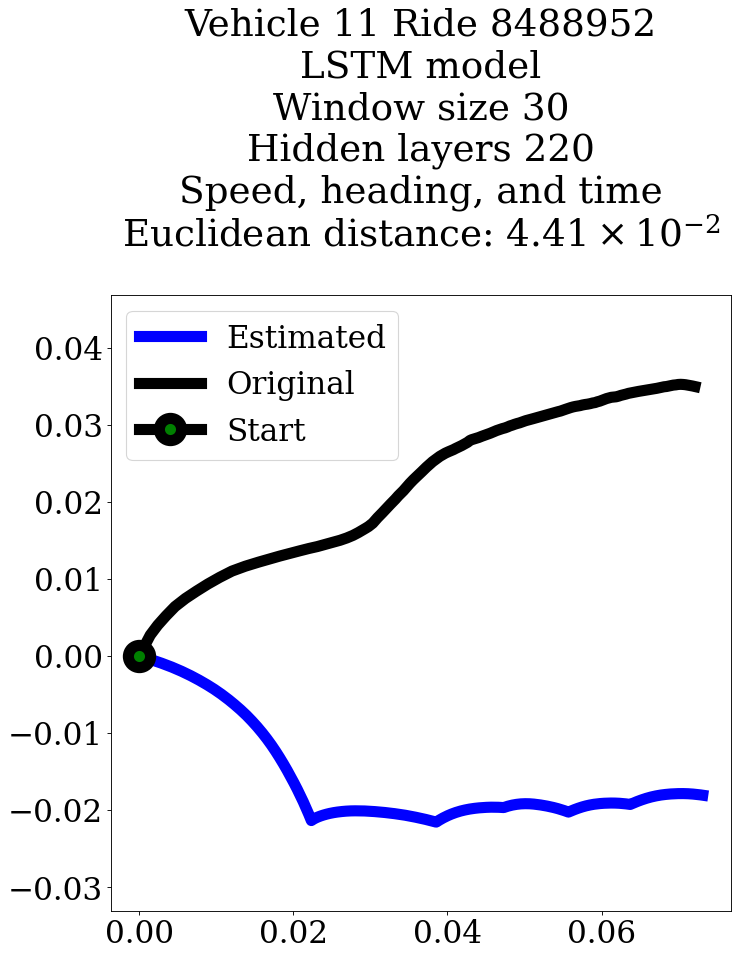 Vehicle 11 Ride 8488952
LSTM model
Window size 30
Hidden layers 220
Speed, heading, and time
Euclidean distance: 4.41 × 10⁻²
Estimated
Original
Start
0.04
0.03
0.02
0.01
0.00
−0.01
−0.02
−0.03
0.00 0.02 0.04 0.06